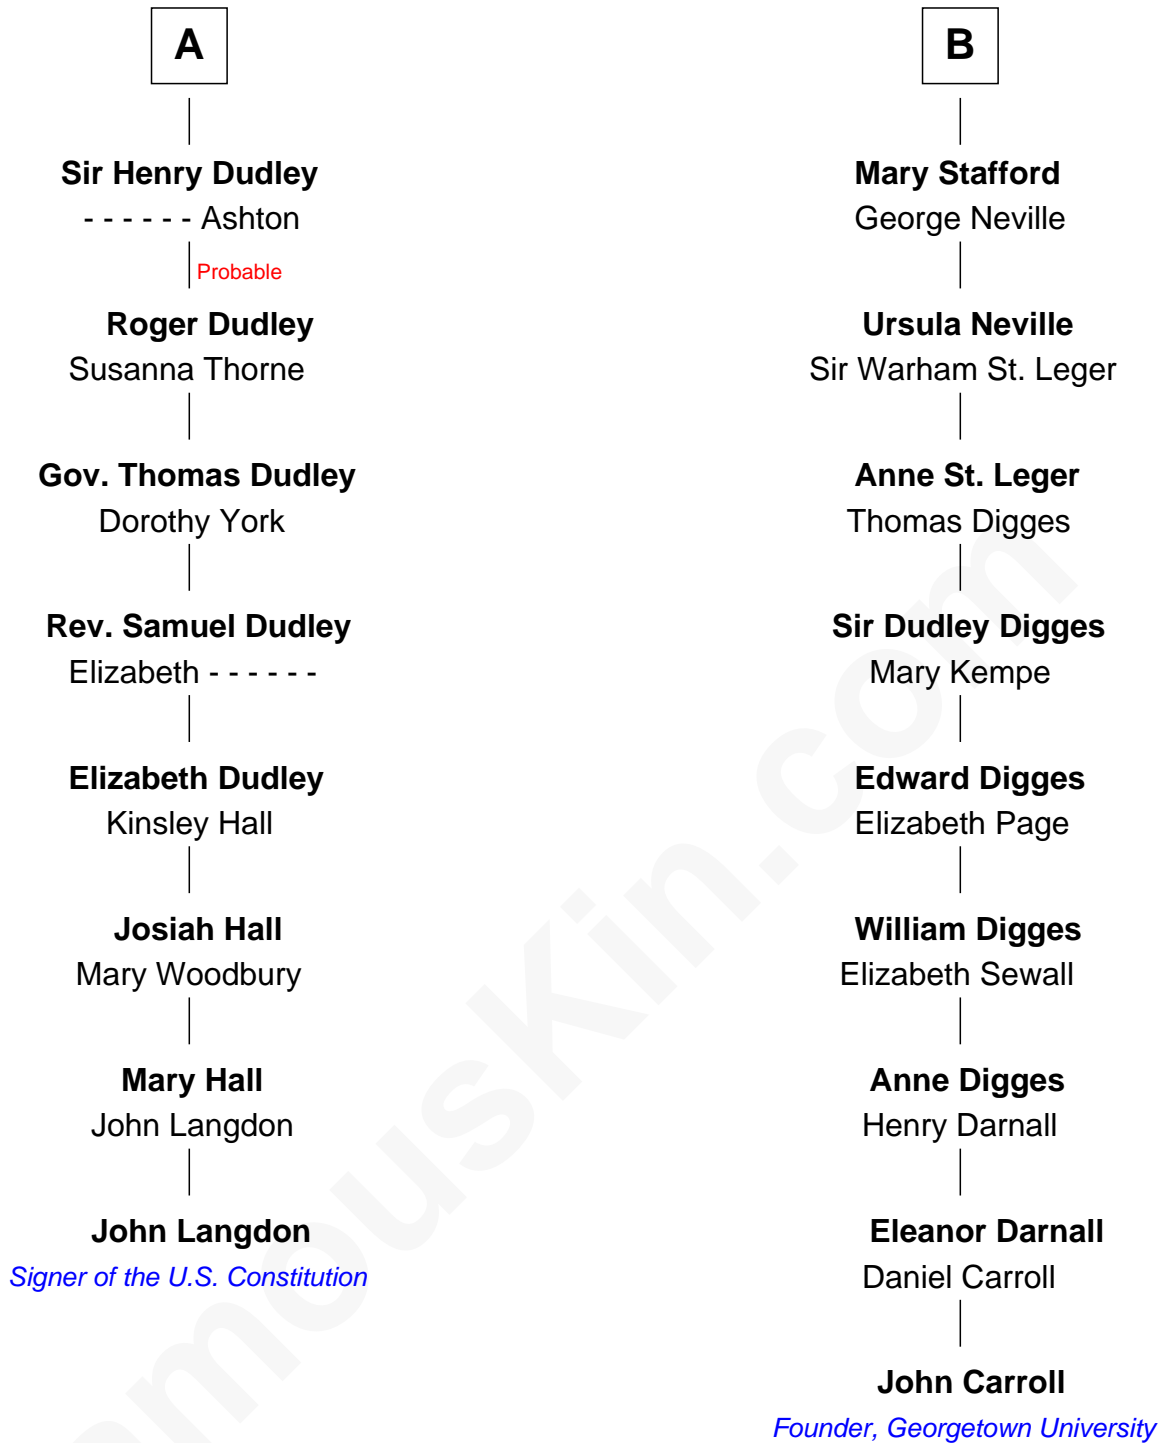 A
Sir Henry Dudley
- - - - - - Ashton
Probable
Roger Dudley
Susanna Thorne
Gov. Thomas Dudley
Dorothy York
Rev. Samuel Dudley
Elizabeth - - - - - -
Elizabeth Dudley
Kinsley Hall
Josiah Hall
Mary Woodbury
Mary Hall
John Langdon
John Langdon
Signer of the U.S. Constitution
B
Mary Stafford
George Neville
Ursula Neville
Sir Warham St. Leger
Anne St. Leger
Thomas Digges
Sir Dudley Digges
Mary Kempe
Edward Digges
Elizabeth Page
William Digges
Elizabeth Sewall
Anne Digges
Henry Darnall
Eleanor Darnall
Daniel Carroll
John Carroll
Founder, Georgetown University
amousKin.com